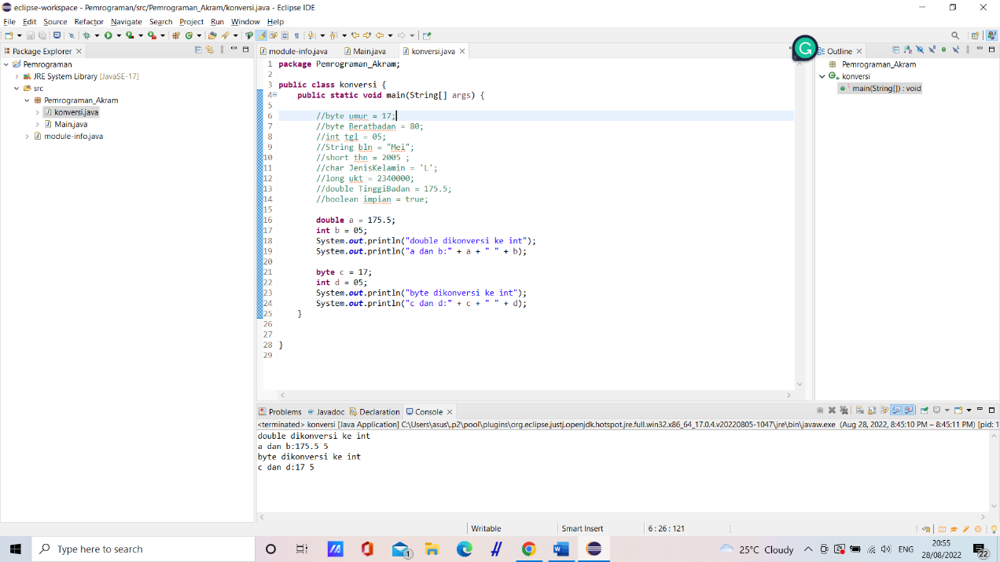 eclipse-workspace - Pemrograman/src/Pemrograman_Akram/konversi.java - Eclipse IDE
File Edit Source Refactor Navigate Search Project Run Window Help
Package Explorer
Pemrograman
JRE System Library [JavaSE-17]
src
Pemrograman_Akram
konversi.java
Main.java
module-info.java
module-info.java Main.java konversi.java
1 package Pemrograman_Akram;
2
3 public class konversi {
4 public static void main(String[] args) {
5
6 //byte umur = 17;
7 //byte Beratbadan = 80;
8 //int tgl = 05;
9 //String bln = "Mei";
10 //short thn = 2005 ;
11 //char JenisKelamin = 'L';
12 //long ukt = 2340000;
13 //double TinggiBadan = 175.5;
14 //boolean impian = true;
15
16 double a = 175.5;
17 int b = 05;
18 System.out.println("double dikonversi ke int");
19 System.out.println("a dan b:" + a + " " + b);
20
21 byte c = 17;
22 int d = 05;
23 System.out.println("byte dikonversi ke int");
24 System.out.println("c dan d:" + c + " " + d);
25 }
26
27
28 }
29
G
Outline
Pemrograman_Akram
konversi
main(String[]) : void
Problems Javadoc Declaration Console
<terminated> konversi [Java Application] C:\Users\asus\.p2\pool\plugins\org.eclipse.justj.openjdk.hotspot.jre.full.win32.x86_64_17.0.4.v20220805-1047\jre\bin\javaw.exe (Aug 28, 2022, 8:45:10 PM – 8:45:11 PM) [pid: 1
double dikonversi ke int
a dan b:175.5 5
byte dikonversi ke int
c dan d:17 5
Writable Smart Insert 6 : 26 : 121
Type here to search
1
25°C Cloudy
ENG
20:55
28/08/2022
22